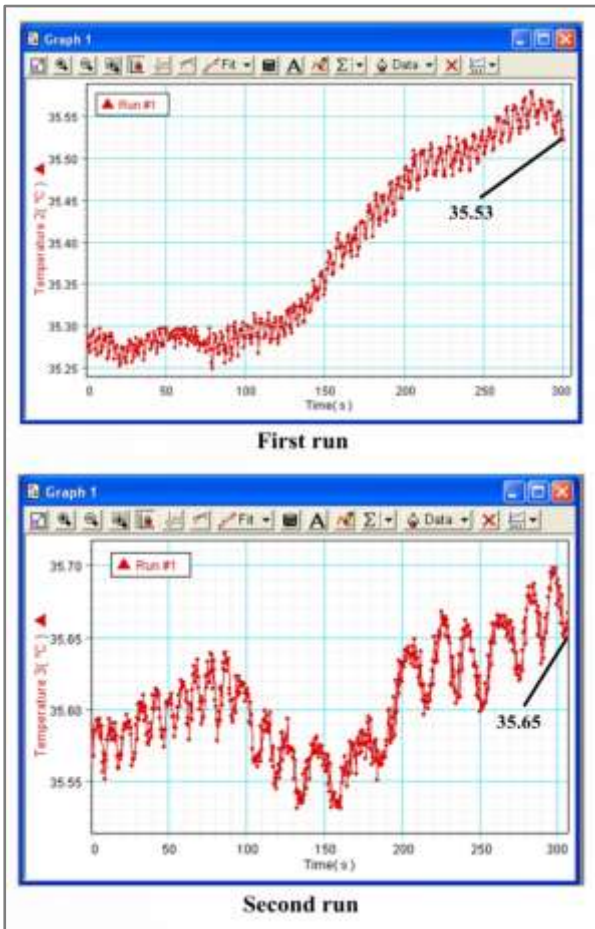 Graph 1
Fit Σ Data
Run #1
35.55
35.50
35.45
35.40
35.35
35.30
35.25
Temperature 2( °C )
35.53
0 50 100 150 200 250 300
Time( s )
First run
Graph 1
Fit Σ Data
Run #1
35.70
35.65
35.60
35.55
Temperature 3( °C )
35.65
0 50 100 150 200 250 300
Time( s )
Second run